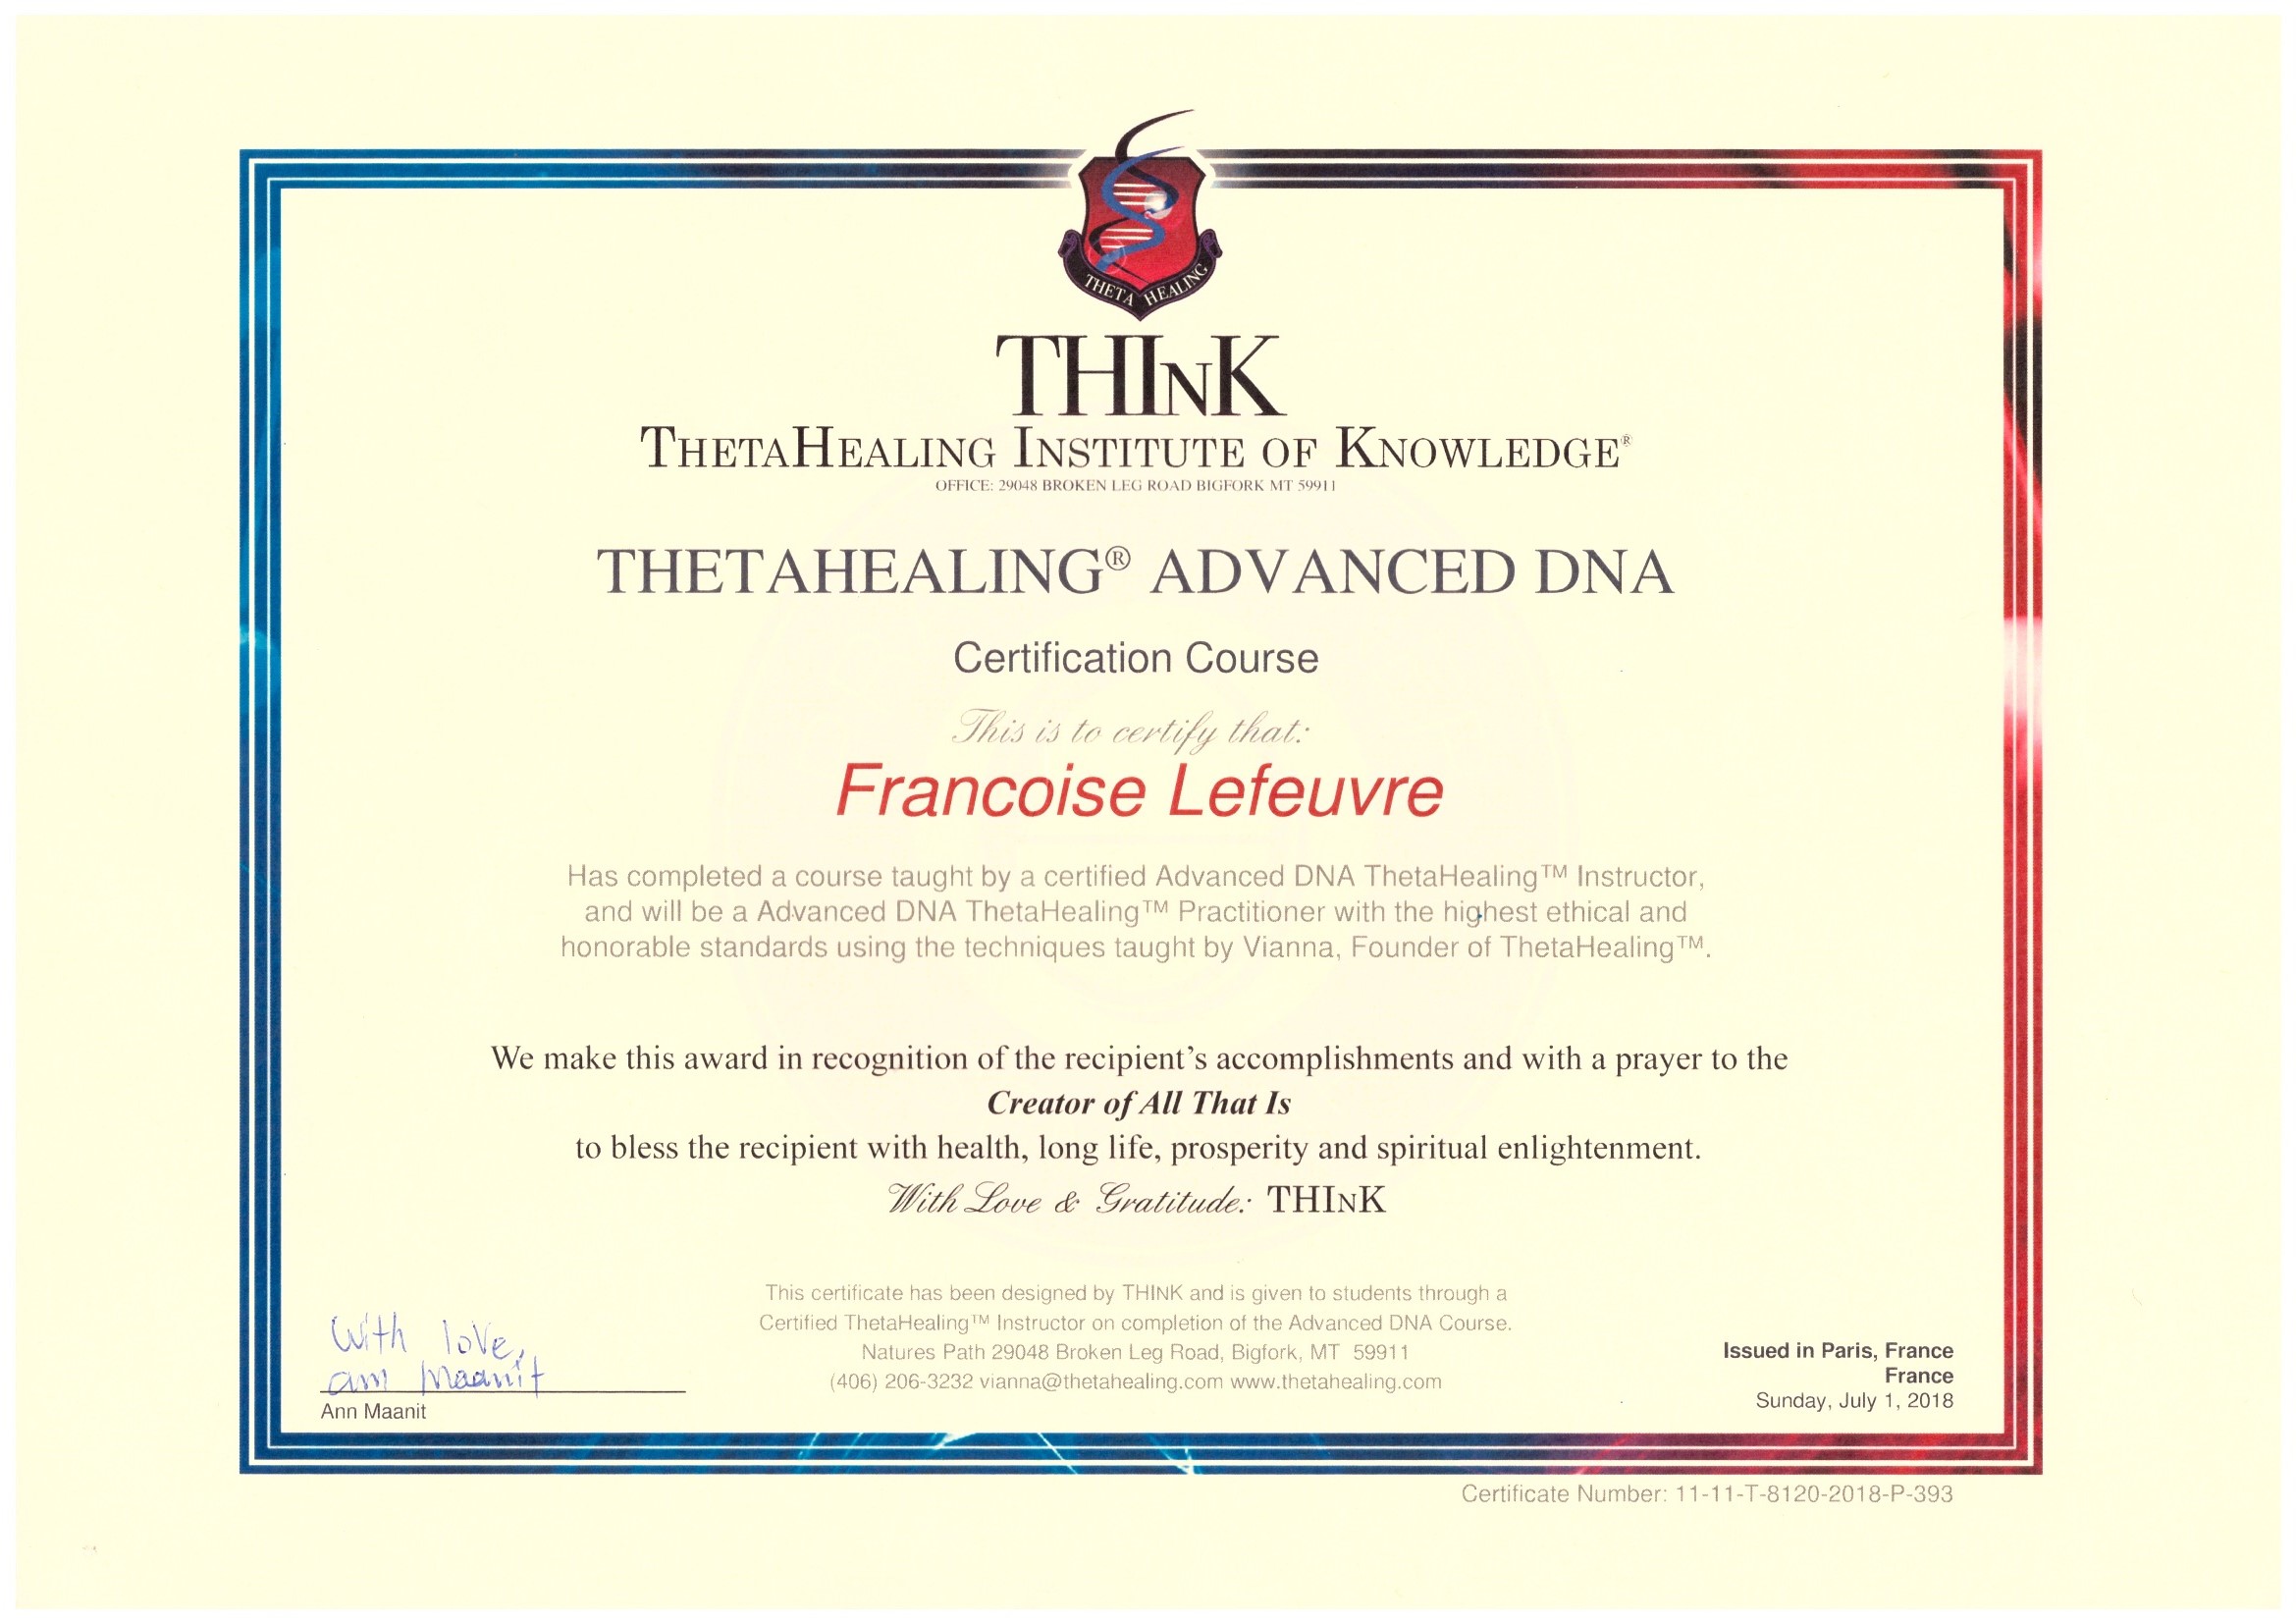 THETA HEALING
THINK
THETAHEALING INSTITUTE OF KNOWLEDGE®
OFFICE: 29048 BROKEN LEG ROAD BIGFORK MT 59911
THETAHEALING® ADVANCED DNA
Certification Course
This is to certify that:
Francoise Lefeuvre
Has completed a course taught by a certified Advanced DNA ThetaHealing™ Instructor,
and will be a Advanced DNA ThetaHealing™ Practitioner with the highest ethical and
honorable standards using the techniques taught by Vianna, Founder of ThetaHealing™.
We make this award in recognition of the recipient's accomplishments and with a prayer to the
Creator of All That Is
to bless the recipient with health, long life, prosperity and spiritual enlightenment.
With Love & Gratitude: THINK
This certificate has been designed by THINK and is given to students through a
Certified ThetaHealing™ Instructor on completion of the Advanced DNA Course.
Natures Path 29048 Broken Leg Road, Bigfork, MT 59911
(406) 206-3232 vianna@thetahealing.com www.thetahealing.com
With love,
ann Maanit
Ann Maanit
Issued in Paris, France
France
Sunday, July 1, 2018
Certificate Number: 11-11-T-8120-2018-P-393